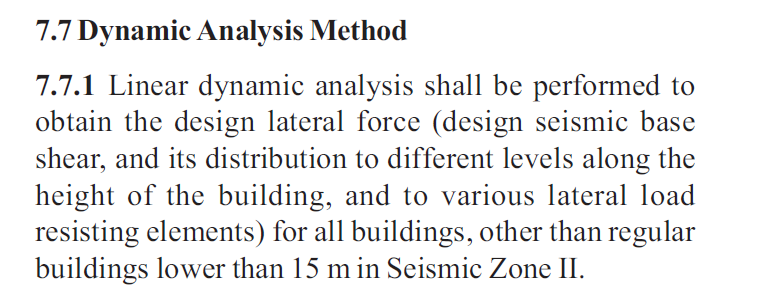 7.7 Dynamic Analysis Method
7.7.1 Linear dynamic analysis shall be performed to
obtain the design lateral force (design seismic base
shear, and its distribution to different levels along the
height of the building, and to various lateral load
resisting elements) for all buildings, other than regular
buildings lower than 15 m in Seismic Zone II.